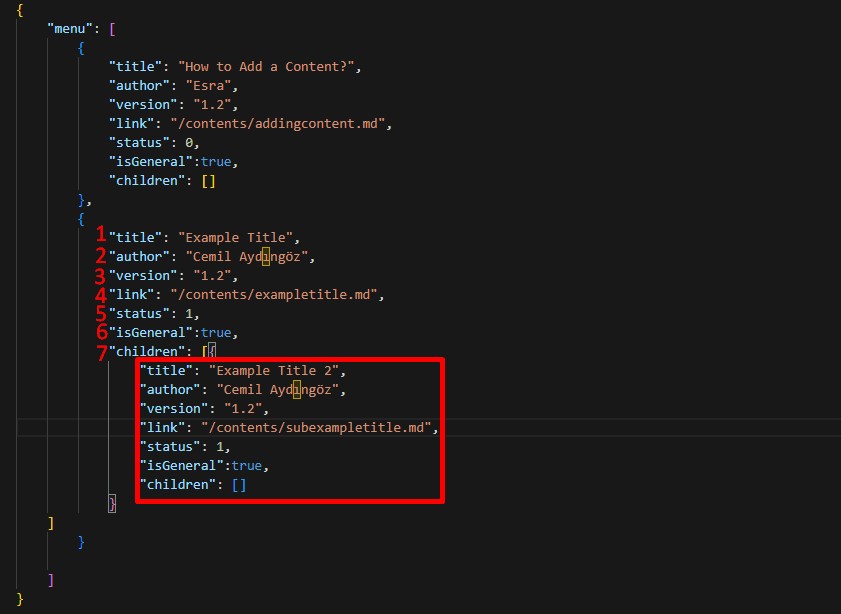 {
"menu": [
{
"title": "How to Add a Content?",
"author": "Esra",
"version": "1.2",
"link": "/contents/addingcontent.md",
"status": 0,
"isGeneral":true,
"children": []
},
{
1 "title": "Example Title",
2 "author": "Cemil Aydıngöz",
3 "version": "1.2",
4 "link": "/contents/exampletitle.md",
5 "status": 1,
6 "isGeneral":true,
7 "children": [{
"title": "Example Title 2",
"author": "Cemil Aydıngöz",
"version": "1.2",
"link": "/contents/subexampletitle.md",
"status": 1,
"isGeneral":true,
"children": []
}
]
}
]
}